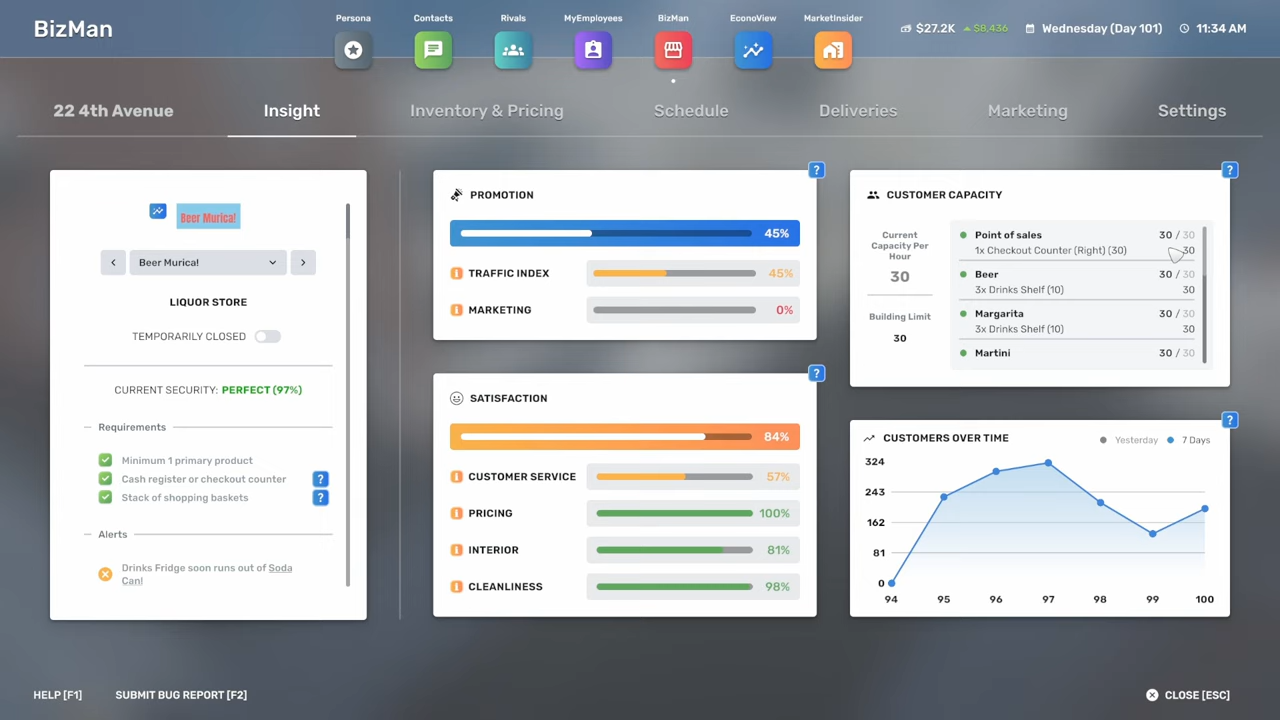 BizMan
Persona
Contacts
Rivals
MyEmployees
BizMan
EconoView
MarketInsider
$27.2K
$8,436
Wednesday (Day 101)
11:34 AM
22 4th Avenue
Insight
Inventory & Pricing
Schedule
Deliveries
Marketing
Settings
Beer Murica!
Beer Murica!
LIQUOR STORE
TEMPORARILY CLOSED
CURRENT SECURITY: PERFECT (97%)
Requirements
Minimum 1 primary product
Cash register or checkout counter
?
Stack of shopping baskets
?
Alerts
Drinks Fridge soon runs out of Soda
Can!
?
PROMOTION
45%
TRAFFIC INDEX
45%
MARKETING
0%
?
SATISFACTION
84%
CUSTOMER SERVICE
57%
PRICING
100%
INTERIOR
81%
CLEANLINESS
98%
?
CUSTOMER CAPACITY
Current
Capacity Per
Hour
30
Building Limit
30
Point of sales
30 / 30
1x Checkout Counter (Right) (30)
30
Beer
30 / 30
3x Drinks Shelf (10)
30
Margarita
30 / 30
3x Drinks Shelf (10)
30
Martini
30 / 30
?
CUSTOMERS OVER TIME
Yesterday
7 Days
324
243
162
81
0
94
95
96
97
98
99
100
HELP [F1]
SUBMIT BUG REPORT [F2]
CLOSE [ESC]